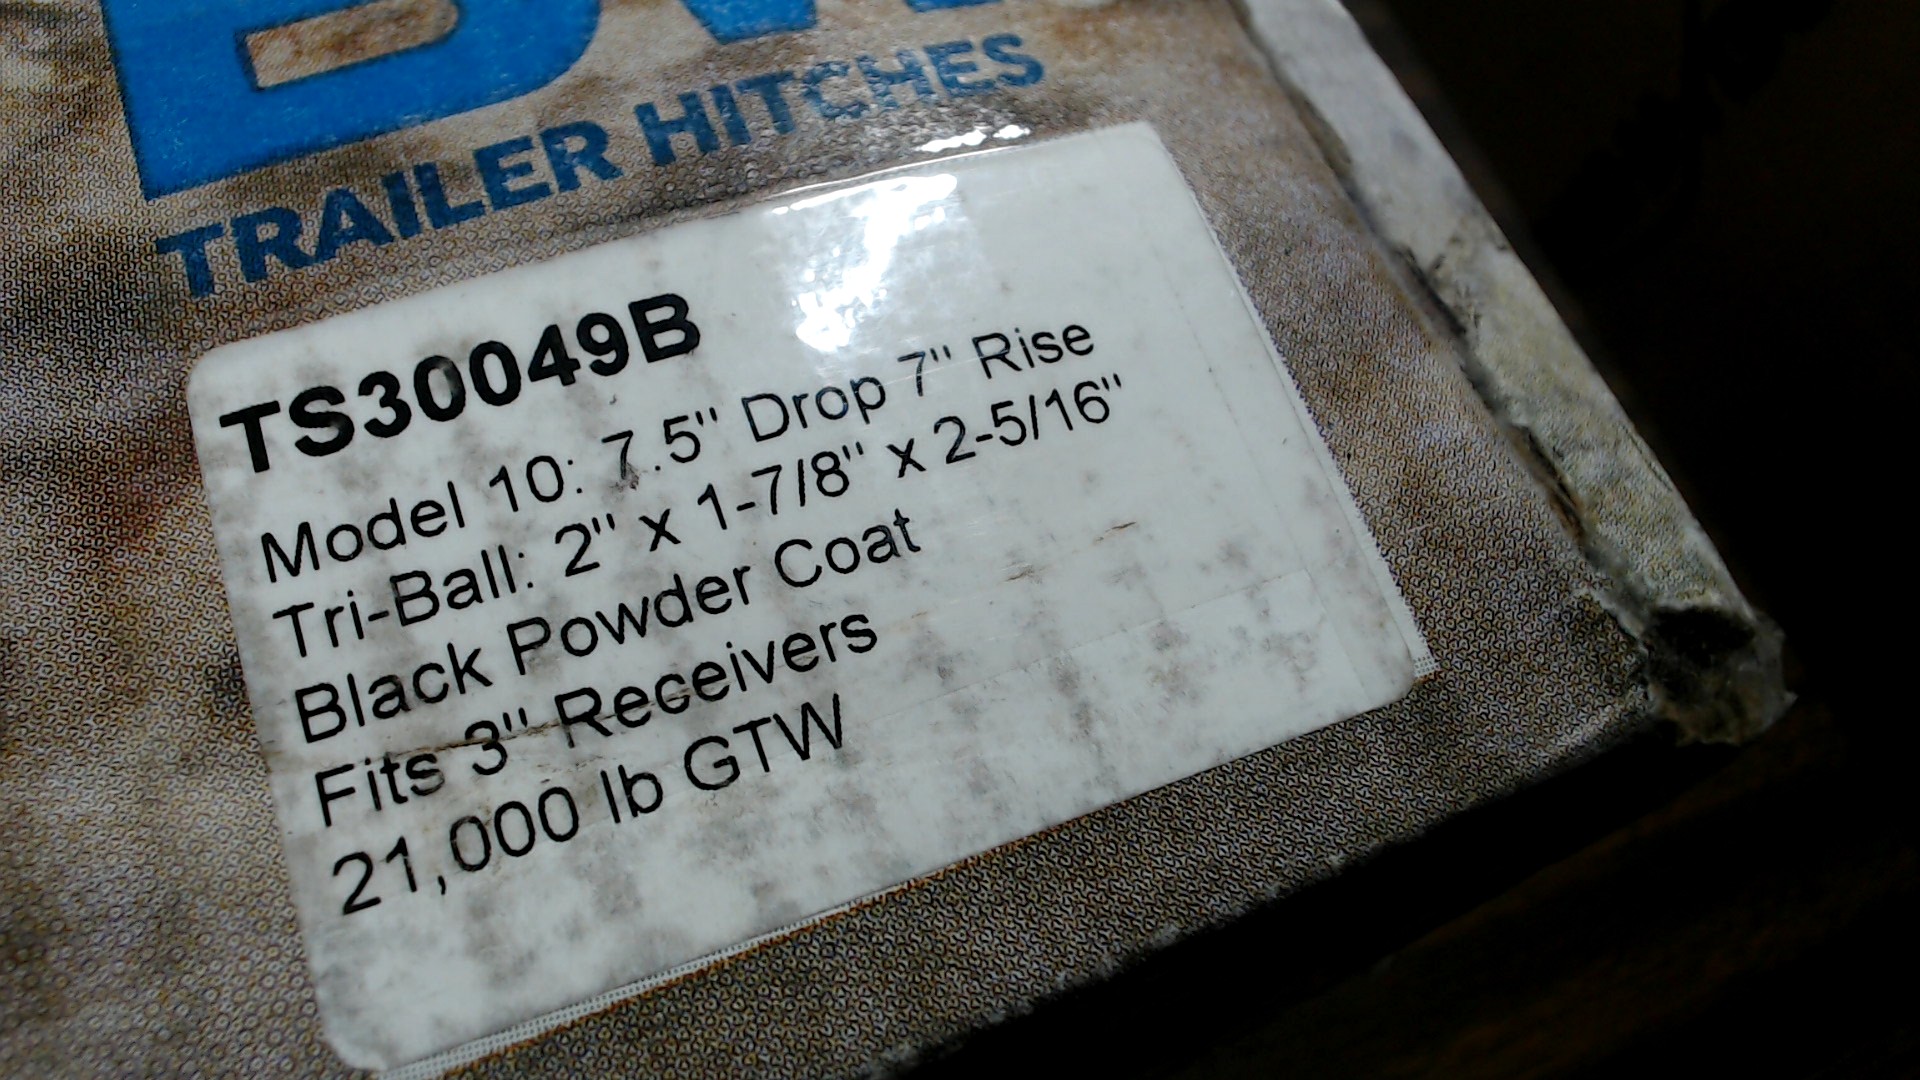 TRAILER HITCHES
TS30049B
Model 10: 7.5" Drop 7" Rise
Tri-Ball: 2" x 1-7/8" x 2-5/16"
Black Powder Coat
Fits 3" Receivers
21,000 lb GTW